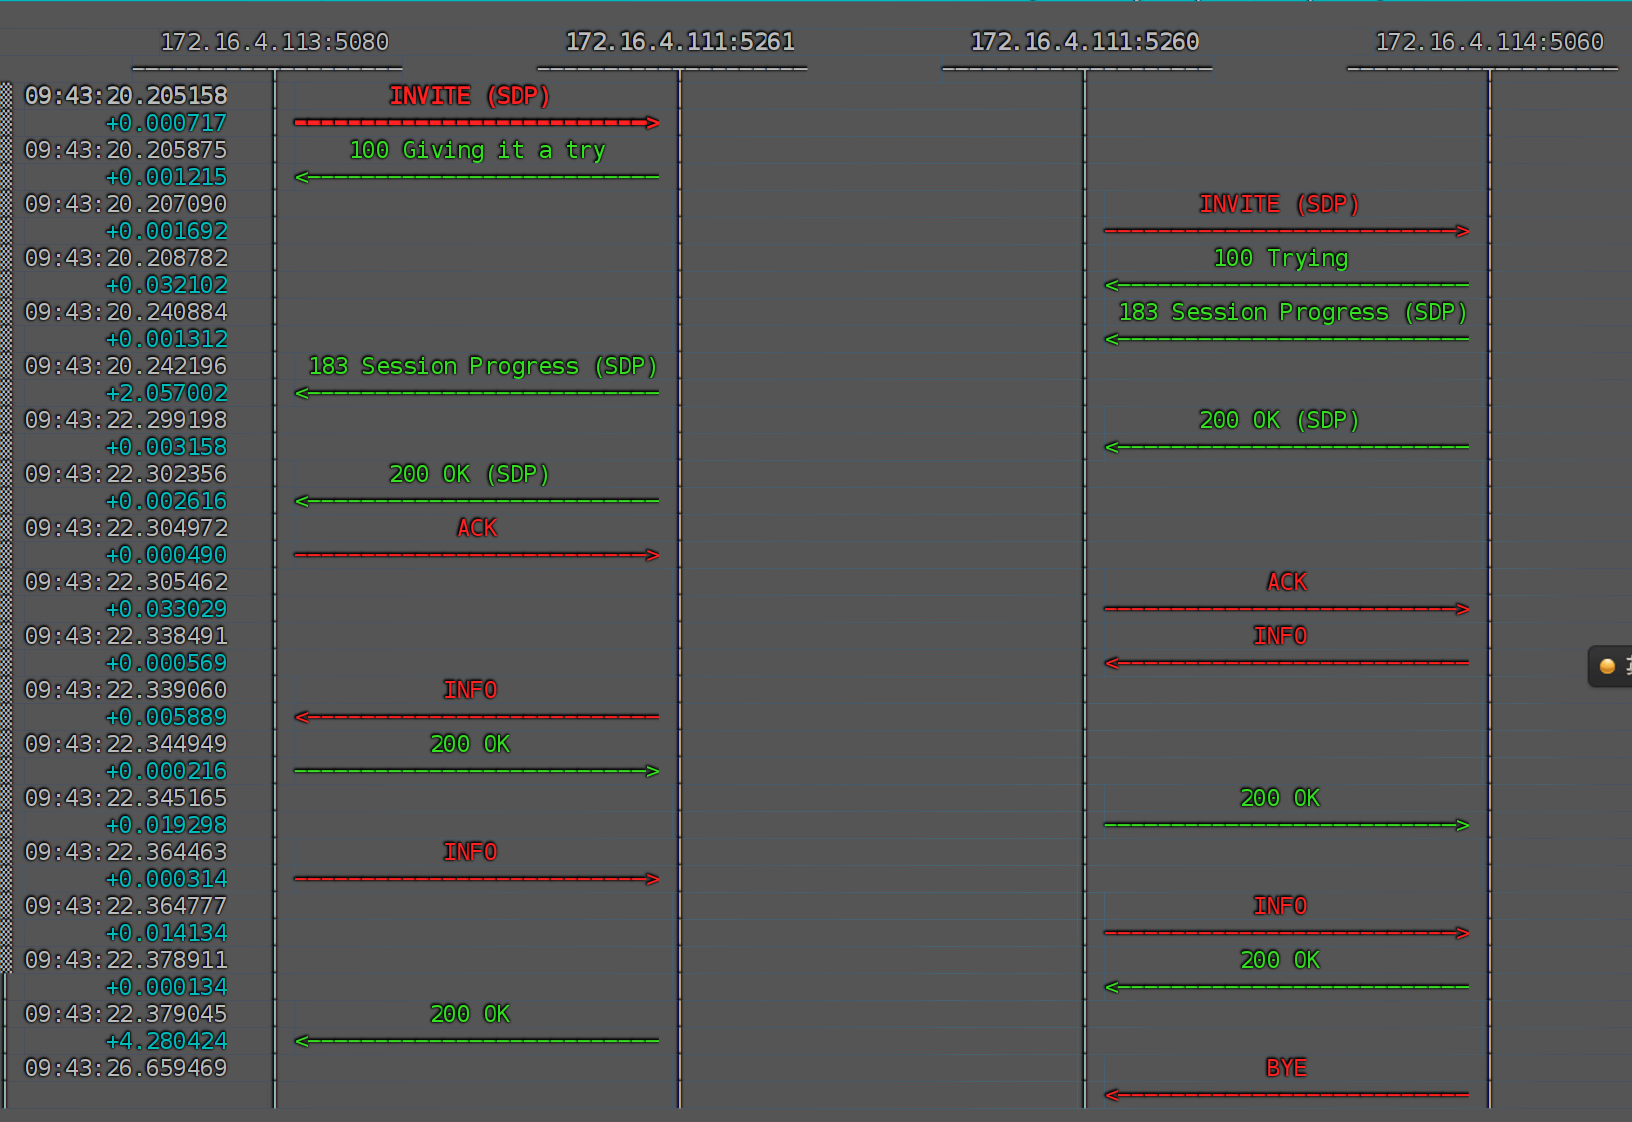 172.16.4.113:5080 172.16.4.111:5261 172.16.4.111:5260 172.16.4.114:5060
09:43:20.205158 INVITE (SDP)
+0.000717
09:43:20.205875 100 Giving it a try
+0.001215
09:43:20.207090 INVITE (SDP)
+0.001692
09:43:20.208782 100 Trying
+0.032102
09:43:20.240884 183 Session Progress (SDP)
+0.001312
09:43:20.242196 183 Session Progress (SDP)
+2.057002
09:43:22.299198 200 OK (SDP)
+0.003158
09:43:22.302356 200 OK (SDP)
+0.002616
09:43:22.304972 ACK
+0.000490
09:43:22.305462 ACK
+0.033029
09:43:22.338491 INFO
+0.000569
09:43:22.339060 INFO
+0.005889
09:43:22.344949 200 OK
+0.000216
09:43:22.345165 200 OK
+0.019298
09:43:22.364463 INFO
+0.000314
09:43:22.364777 INFO
+0.014134
09:43:22.378911 200 OK
+0.000134
09:43:22.379045 200 OK
+4.280424
09:43:26.659469 BYE